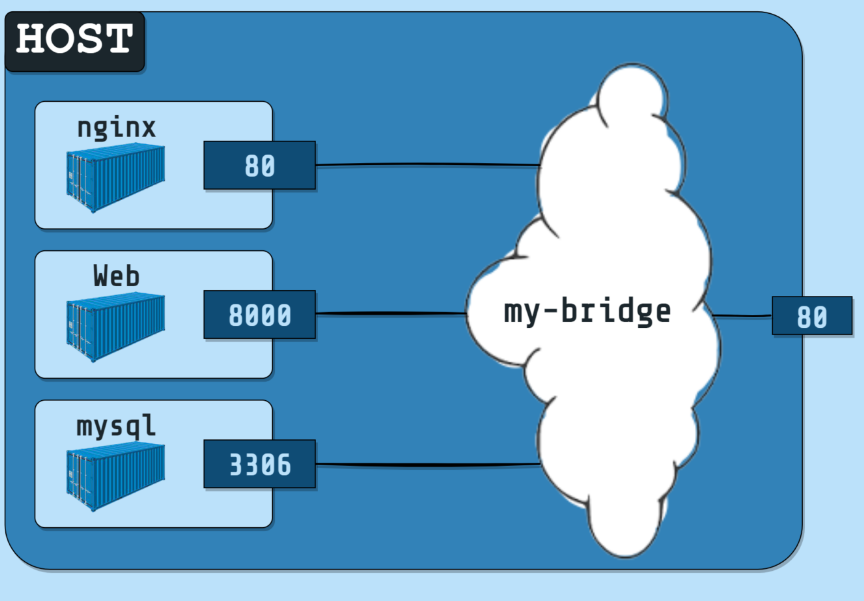 HOST
nginx
80
Web
8000
my-bridge
80
mysql
3306